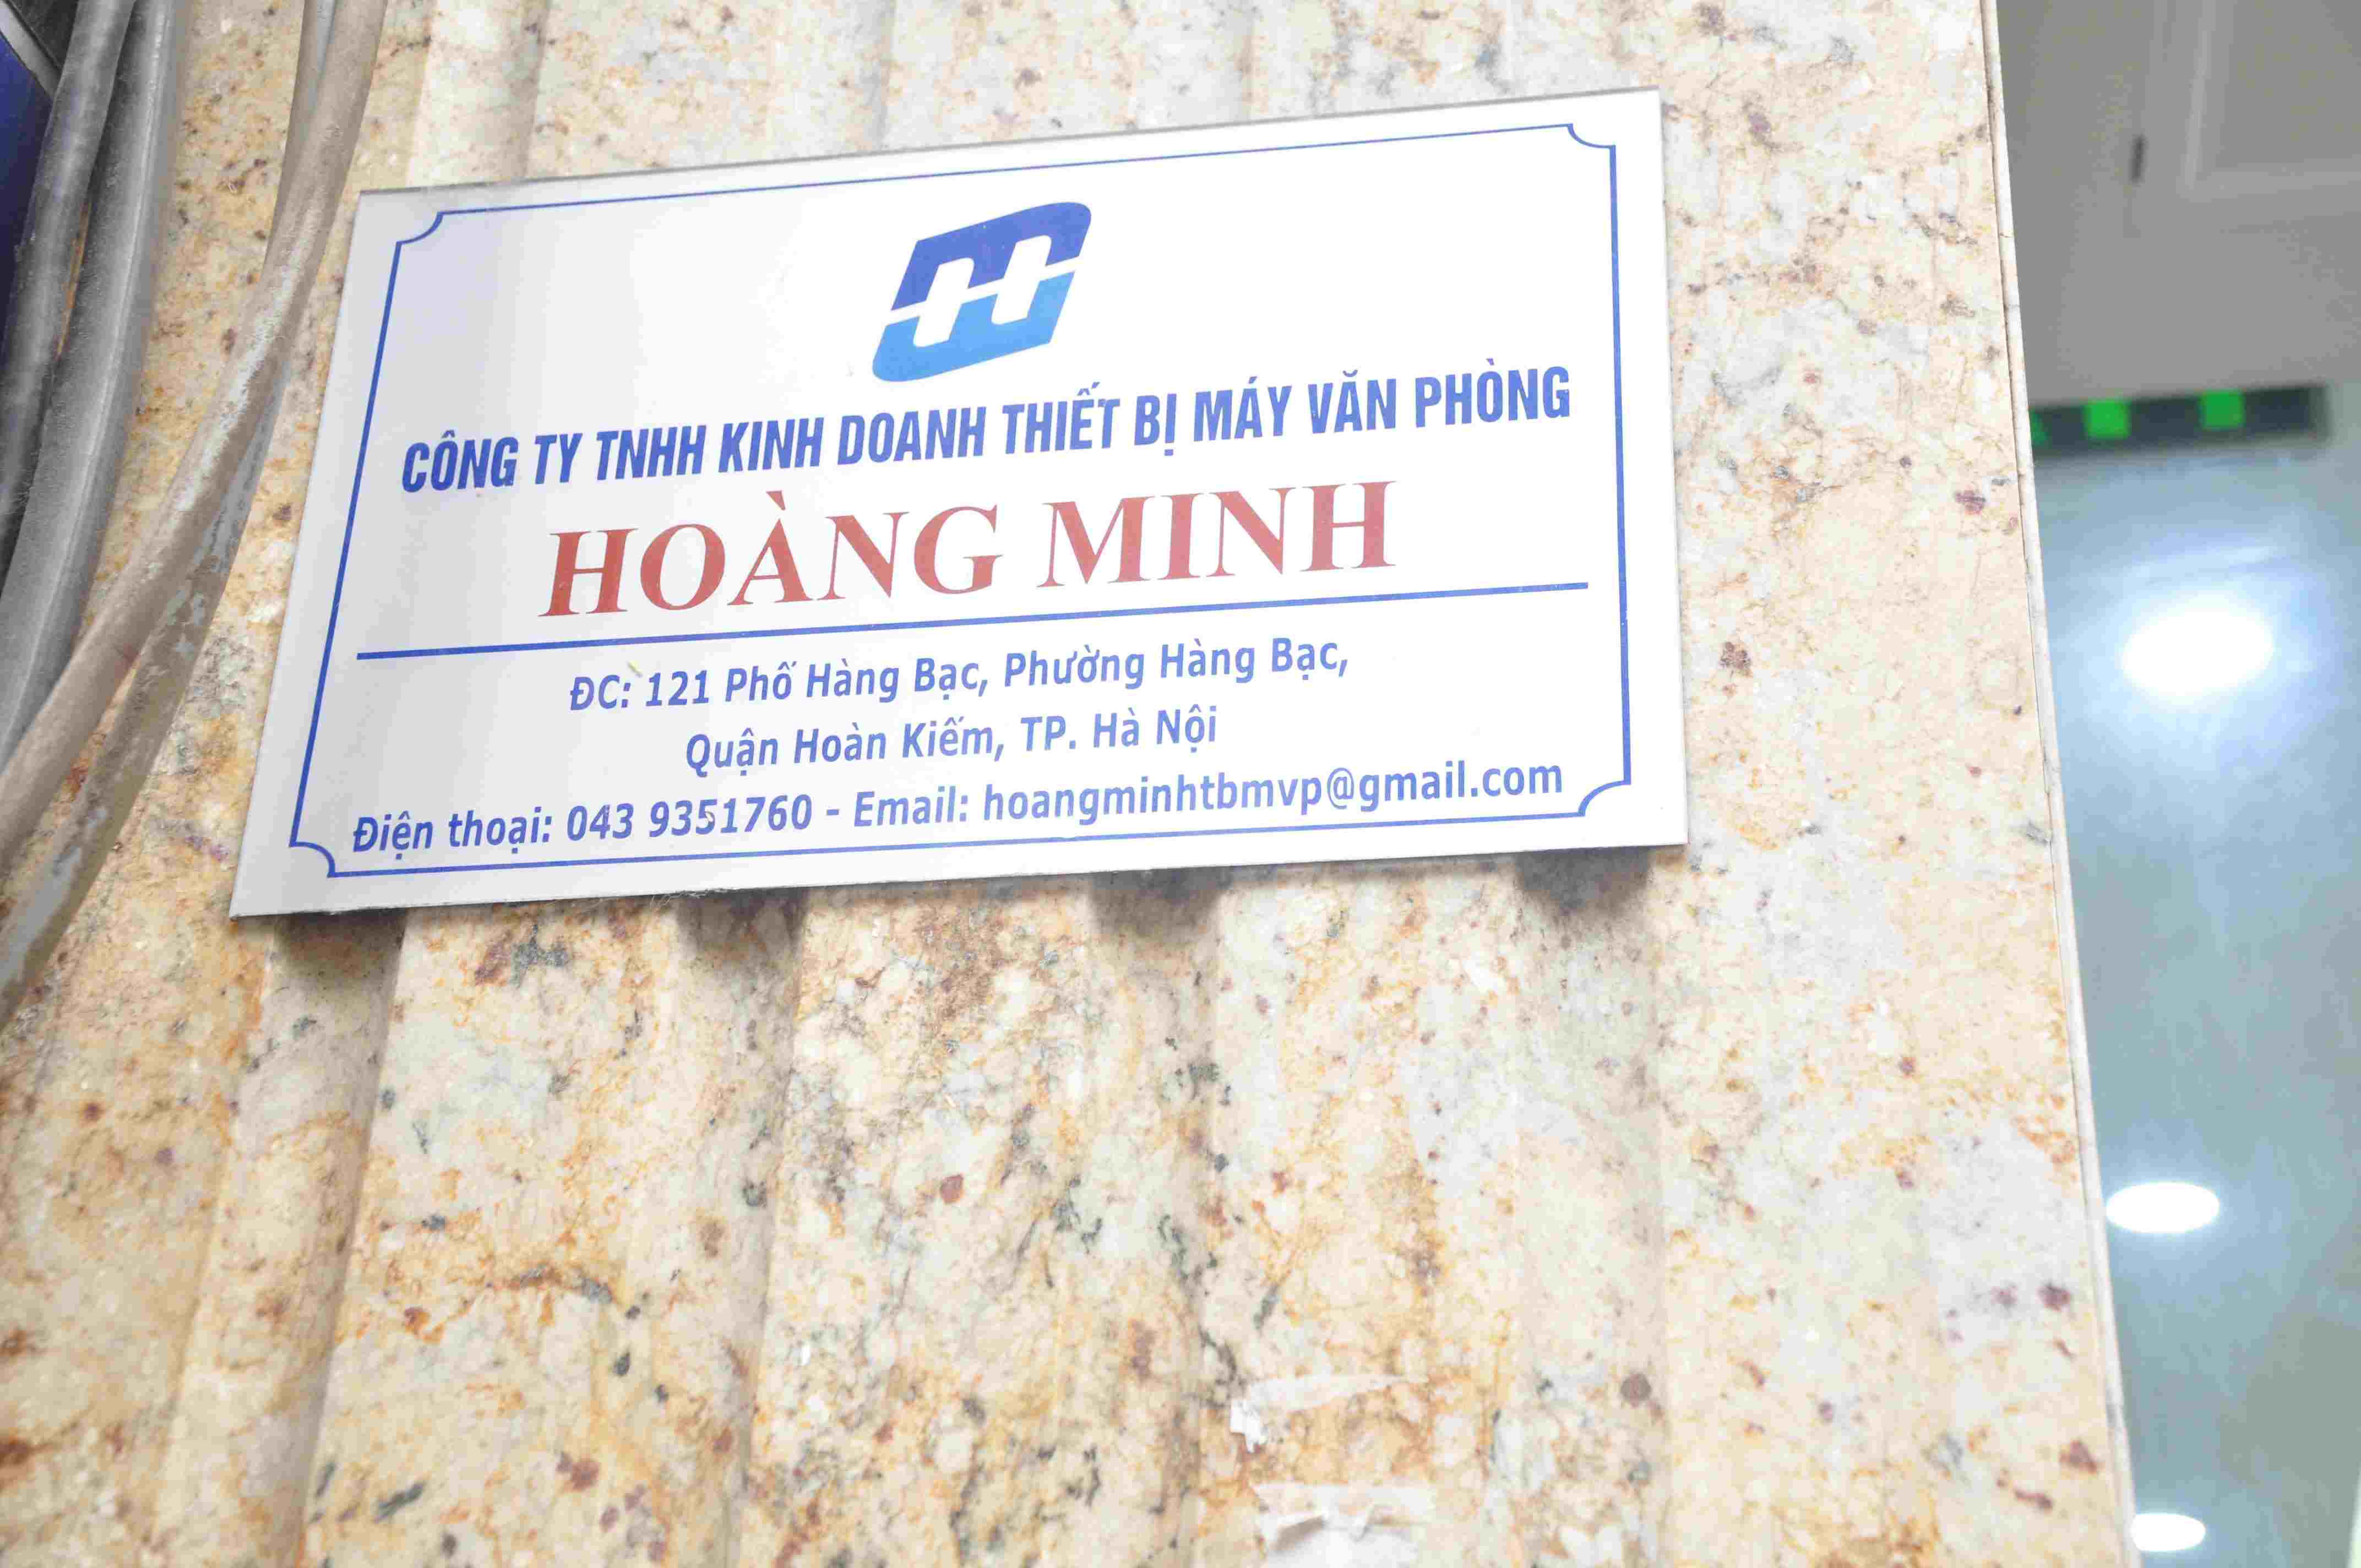 CÔNG TY TNHH KINH DOANH THIẾT BỊ MÁY VĂN PHÒNG
HOÀNG MINH
ĐC: 121 Phố Hàng Bạc, Phường Hàng Bạc,
Quận Hoàn Kiếm, TP. Hà Nội
Điện thoại: 043 9351760 - Email: hoangminhtbmvp@gmail.com